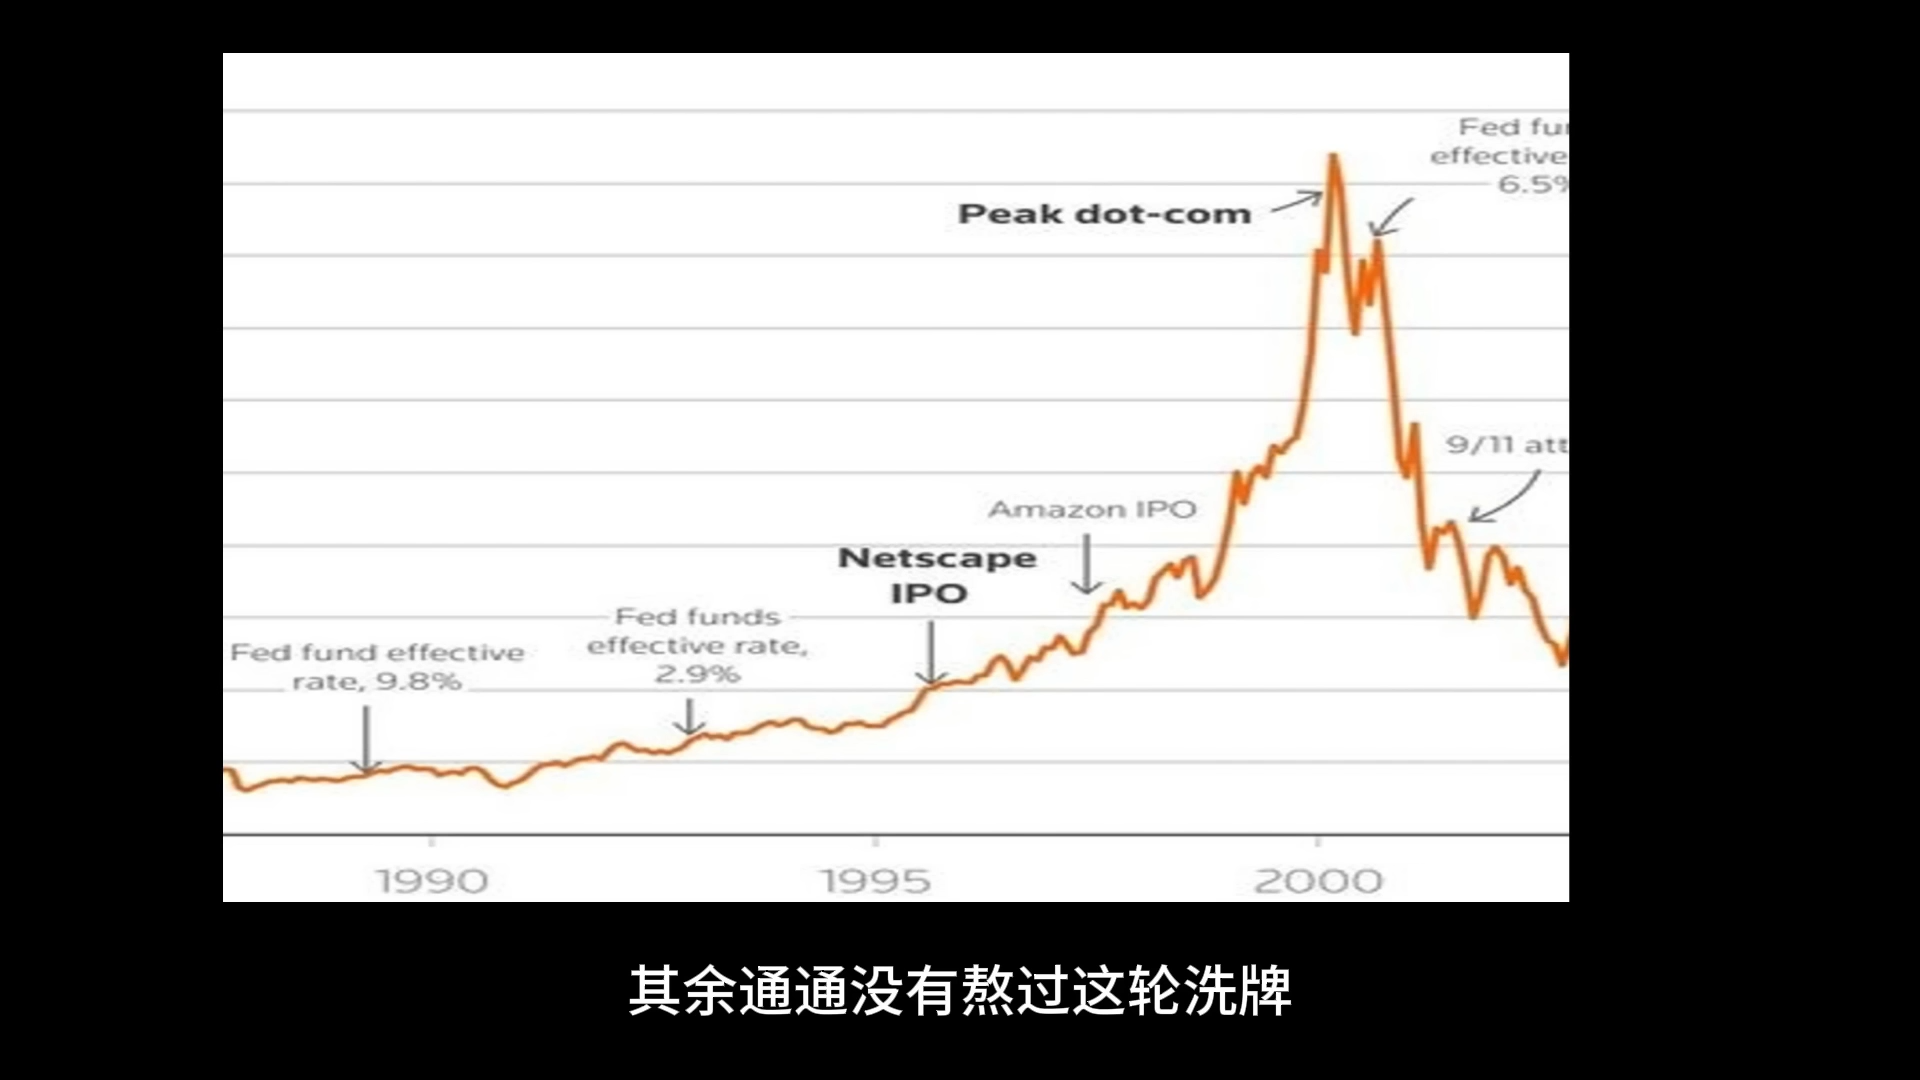 Fed fu
effective
6.5%
Peak dot-com
9/11 att
Amazon IPO
Netscape
IPO
Fed funds
effective rate,
2.9%
Fed fund effective
rate, 9.8%
1990
1995
2000
其余通通没有熬过这轮洗牌